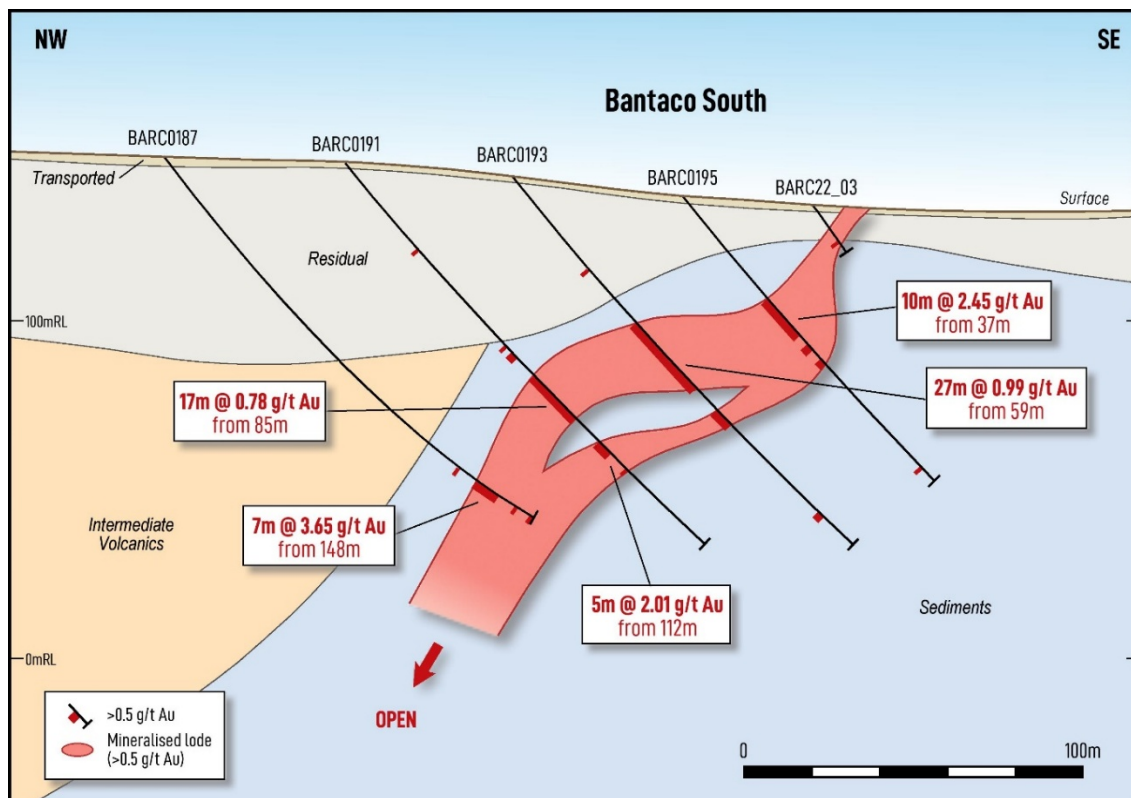 NW
SE
Bantaco South
BARC0187
BARC0191
BARC0193
BARC0195
BARC22_03
Transported
Surface
Residual
100mRL
10m @ 2.45 g/t Au
from 37m
17m @ 0.78 g/t Au
from 85m
27m @ 0.99 g/t Au
from 59m
Intermediate
Volcanics
7m @ 3.65 g/t Au
from 148m
5m @ 2.01 g/t Au
from 112m
Sediments
0mRL
OPEN
>0.5 g/t Au
Mineralised lode
(>0.5 g/t Au)
0
100m